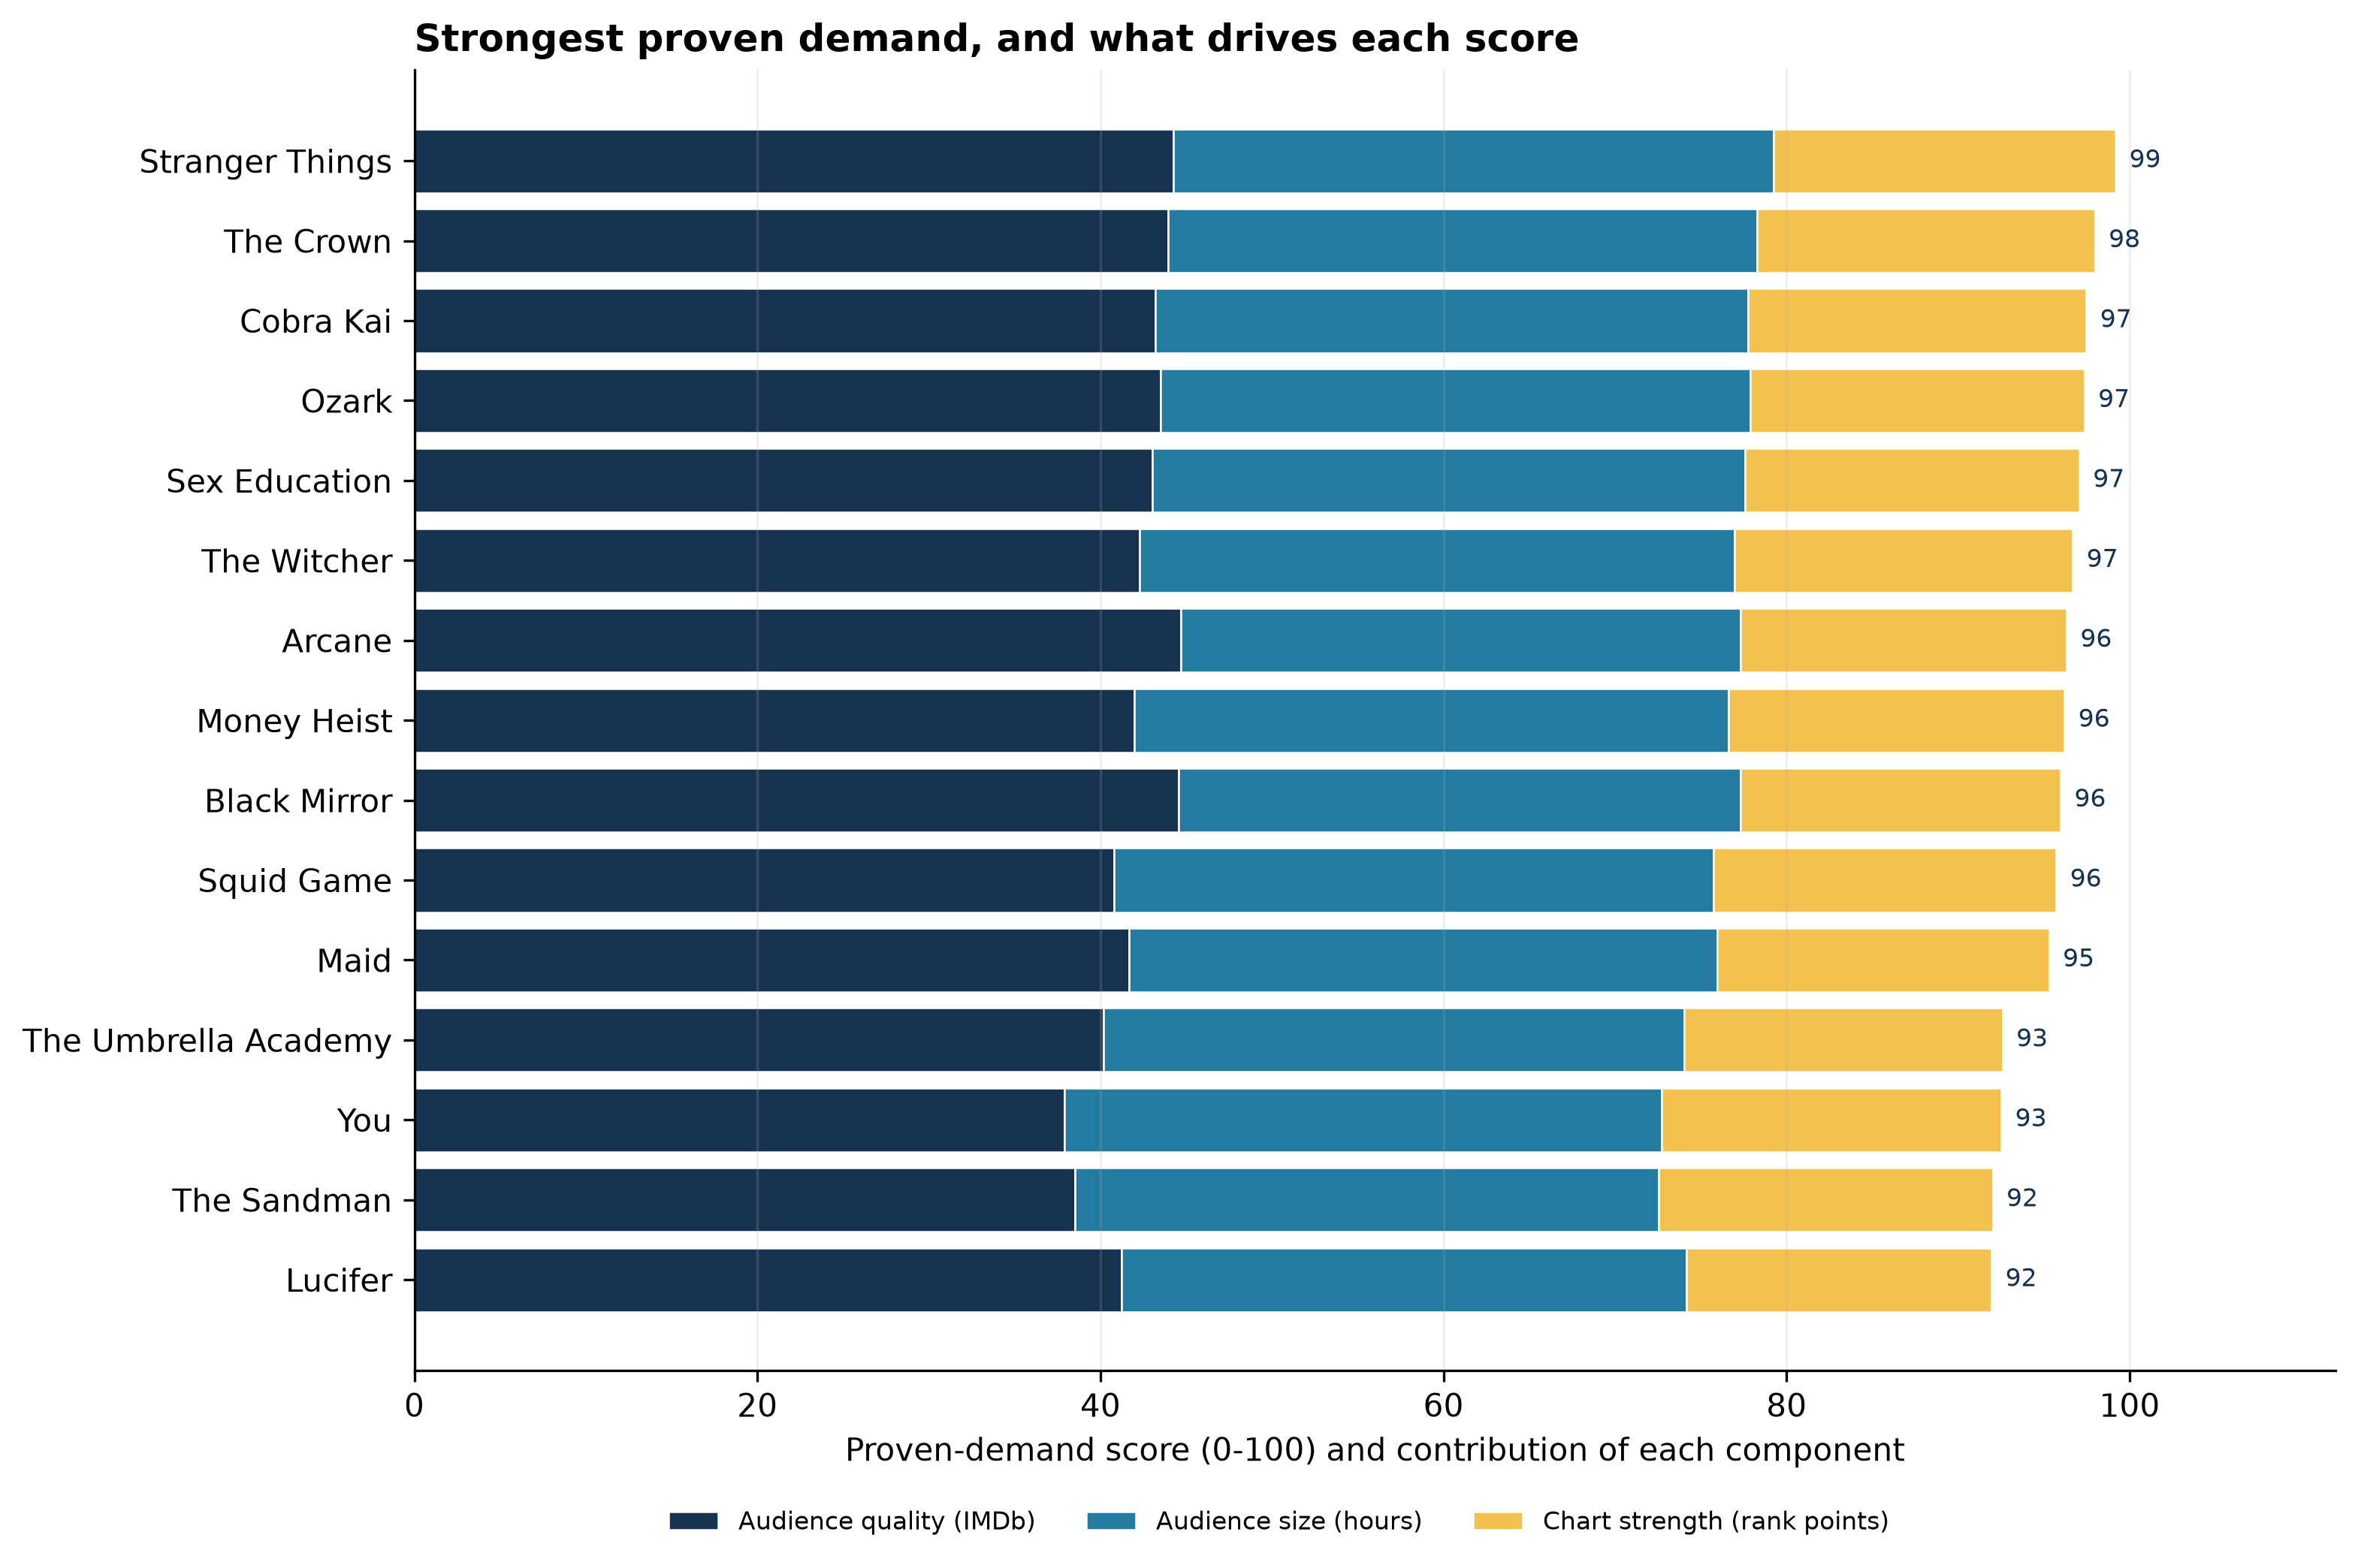 Strongest proven demand, and what drives each score
Stranger Things 99
The Crown 98
Cobra Kai 97
Ozark 97
Sex Education 97
The Witcher 97
Arcane 96
Money Heist 96
Black Mirror 96
Squid Game 96
Maid 95
The Umbrella Academy 93
You 93
The Sandman 92
Lucifer 92
0 20 40 60 80 100
Proven-demand score (0-100) and contribution of each component
Audience quality (IMDb) Audience size (hours) Chart strength (rank points)